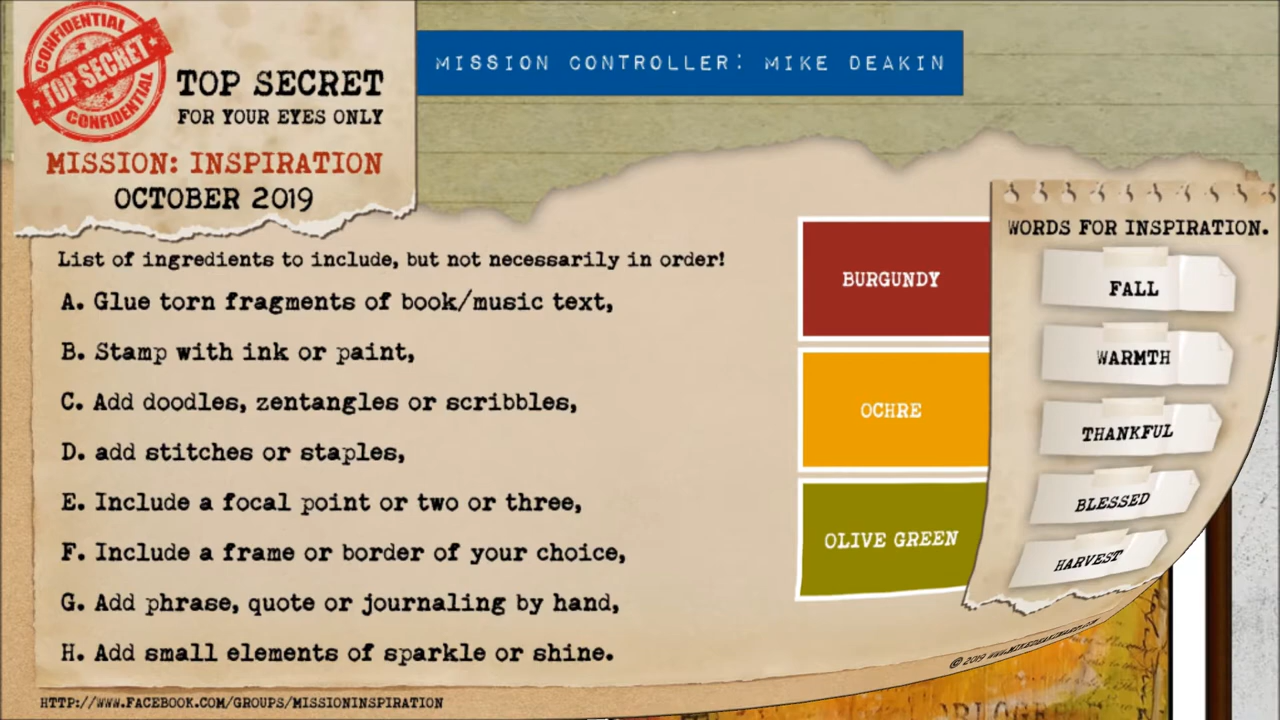 CONFIDENTIAL
TOP SECRET
CONFIDENTIAL
TOP SECRET
FOR YOUR EYES ONLY
MISSION: INSPIRATION
OCTOBER 2019
MISSION CONTROLLER: MIKE DEAKIN
List of ingredients to include, but not necessarily in order!
A. Glue torn fragments of book/music text,
B. Stamp with ink or paint,
C. Add doodles, zentangles or scribbles,
D. add stitches or staples,
E. Include a focal point or two or three,
F. Include a frame or border of your choice,
G. Add phrase, quote or journaling by hand,
H. Add small elements of sparkle or shine.
BURGUNDY
OCHRE
OLIVE GREEN
WORDS FOR INSPIRATION.
FALL
WARMTH
THANKFUL
BLESSED
HARVEST
© 2019
HTTP://WWW.FACEBOOK.COM/GROUPS/MISSIONINSPIRATION